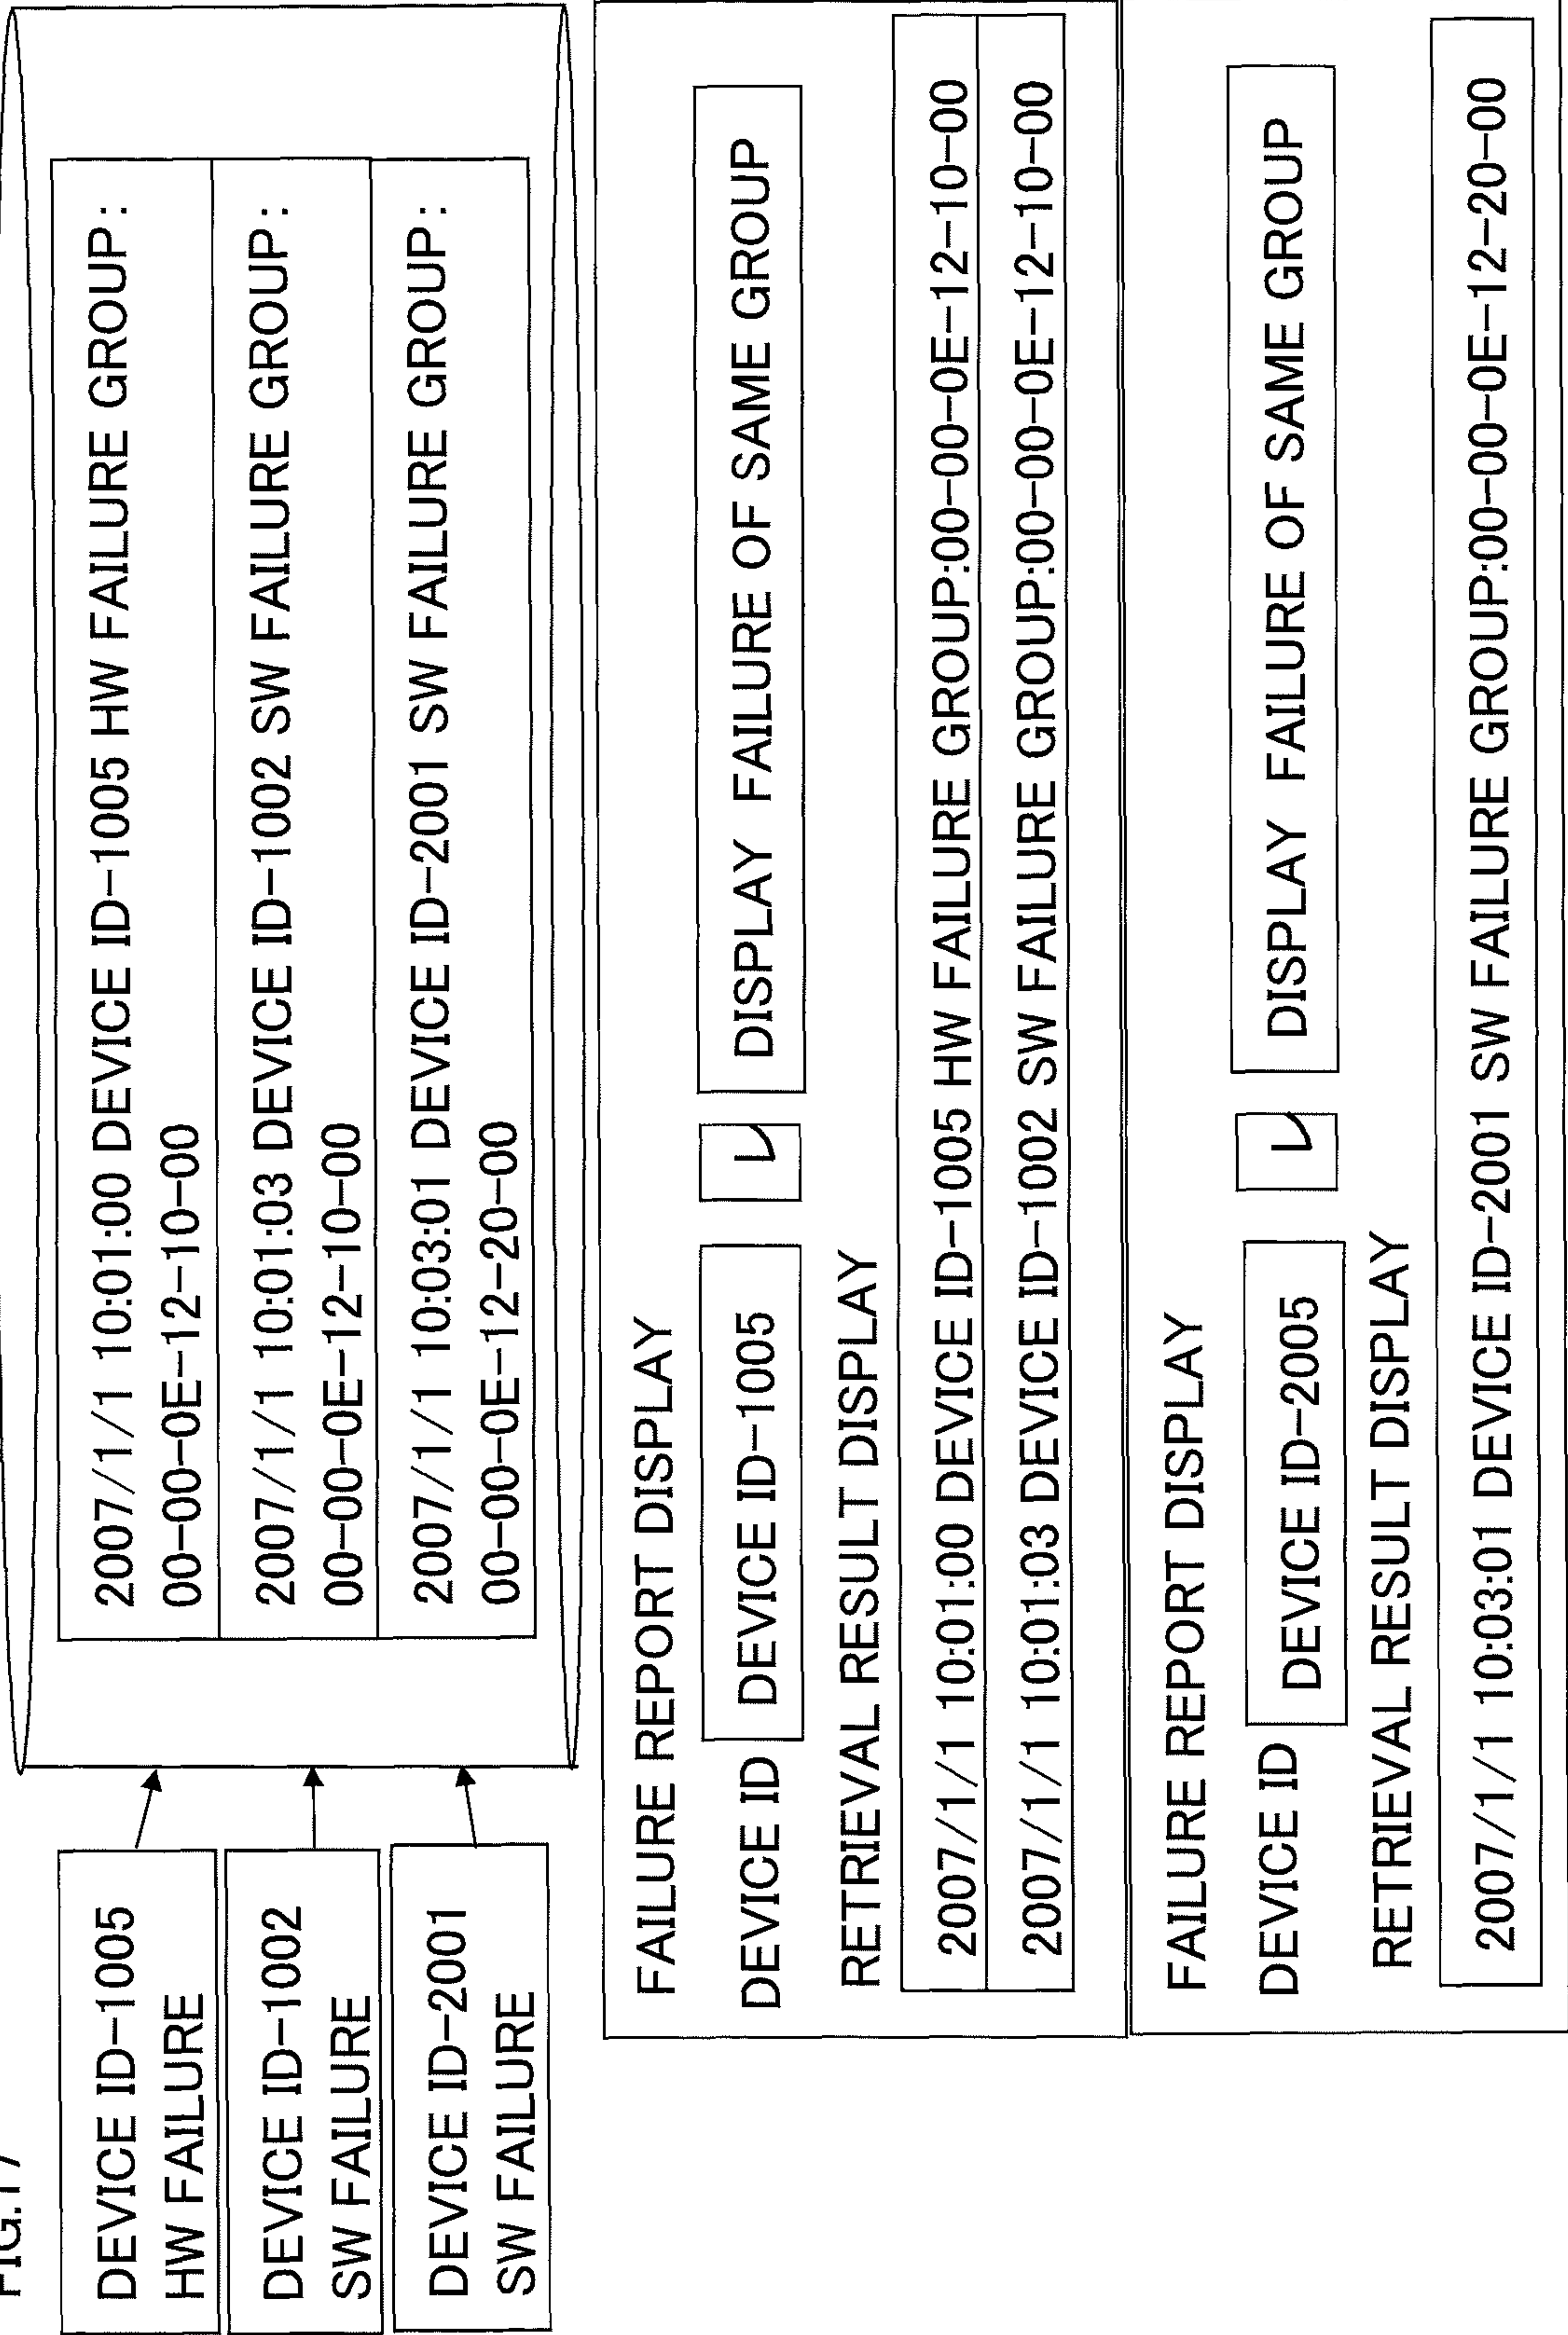 FIG.17
DEVICE ID-1005
HW FAILURE
DEVICE ID-1002
SW FAILURE
DEVICE ID-2001
SW FAILURE
2007/1/1 10:01:00 DEVICE ID-1005 HW FAILURE GROUP:
00-00-0E-12-10-00
2007/1/1 10:01:03 DEVICE ID-1002 SW FAILURE GROUP:
00-00-0E-12-10-00
2007/1/1 10:03:01 DEVICE ID-2001 SW FAILURE GROUP:
00-00-0E-12-20-00
FAILURE REPORT DISPLAY
DEVICE ID DEVICE ID-1005 DISPLAY FAILURE OF SAME GROUP
RETRIEVAL RESULT DISPLAY
2007/1/1 10:01:00 DEVICE ID-1005 HW FAILURE GROUP:00-00-0E-12-10-00
2007/1/1 10:01:03 DEVICE ID-1002 SW FAILURE GROUP:00-00-0E-12-10-00
FAILURE REPORT DISPLAY
DEVICE ID DEVICE ID-2005 DISPLAY FAILURE OF SAME GROUP
RETRIEVAL RESULT DISPLAY
2007/1/1 10:03:01 DEVICE ID-2001 SW FAILURE GROUP:00-00-0E-12-20-00